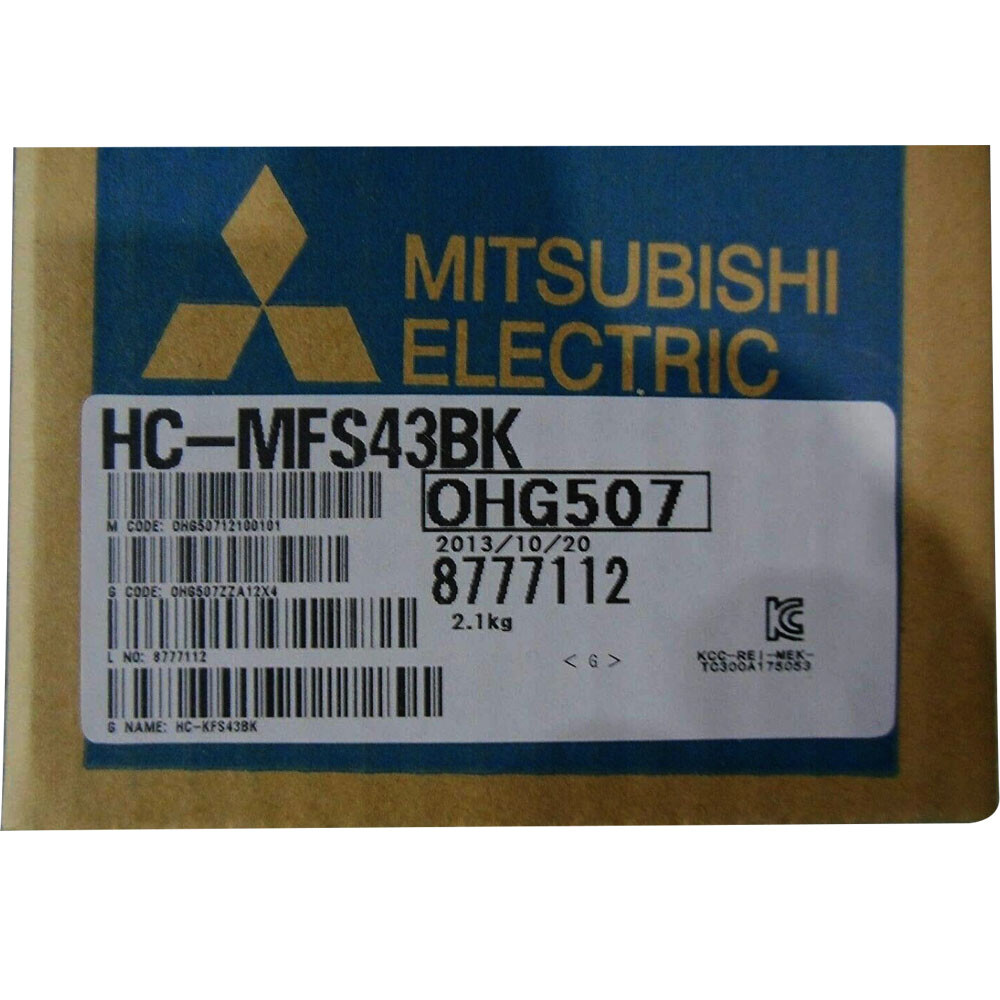 MITSUBISHI
ELECTRIC
HC-MFS43BK
OHG507
M CODE: OHG50712100101
2013/10/20
G CODE: OHG507ZZA12X4
8777112
2.1kg
L NO: 8777112
< G >
KC
KCC-REI-MEK-
TC300A175053
G NAME: HC-KFS43BK